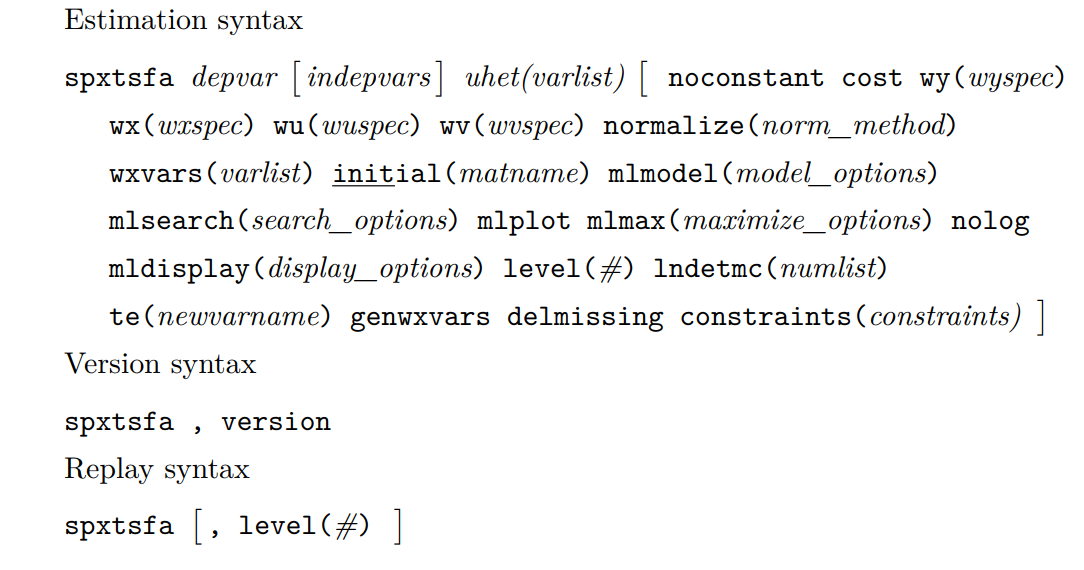 Estimation syntax
spxtsfa depvar [indepvars] uhet(varlist) [ noconstant cost wy(wyspec)
wx(wxspec) wu(wuspec) wv(wvspec) normalize(norm_method)
wxvars(varlist) initial(matname) mlmodel(model_options)
mlsearch(search_options) mlplot mlmax(maximize_options) nolog
mldisplay(display_options) level(#) lndetmc(numlist)
te(newvarname) genwxvars delmissing constraints(constraints) ]
Version syntax
spxtsfa , version
Replay syntax
spxtsfa [, level(#) ]